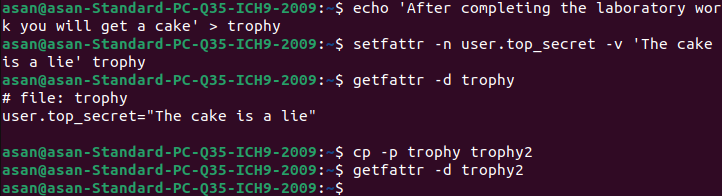 asan@asan-Standard-PC-Q35-ICH9-2009:~$ echo 'After completing the laboratory wor
k you will get a cake' > trophy
asan@asan-Standard-PC-Q35-ICH9-2009:~$ setfattr -n user.top_secret -v 'The cake
is a lie' trophy
asan@asan-Standard-PC-Q35-ICH9-2009:~$ getfattr -d trophy
# file: trophy
user.top_secret="The cake is a lie"

asan@asan-Standard-PC-Q35-ICH9-2009:~$ cp -p trophy trophy2
asan@asan-Standard-PC-Q35-ICH9-2009:~$ getfattr -d trophy2
asan@asan-Standard-PC-Q35-ICH9-2009:~$